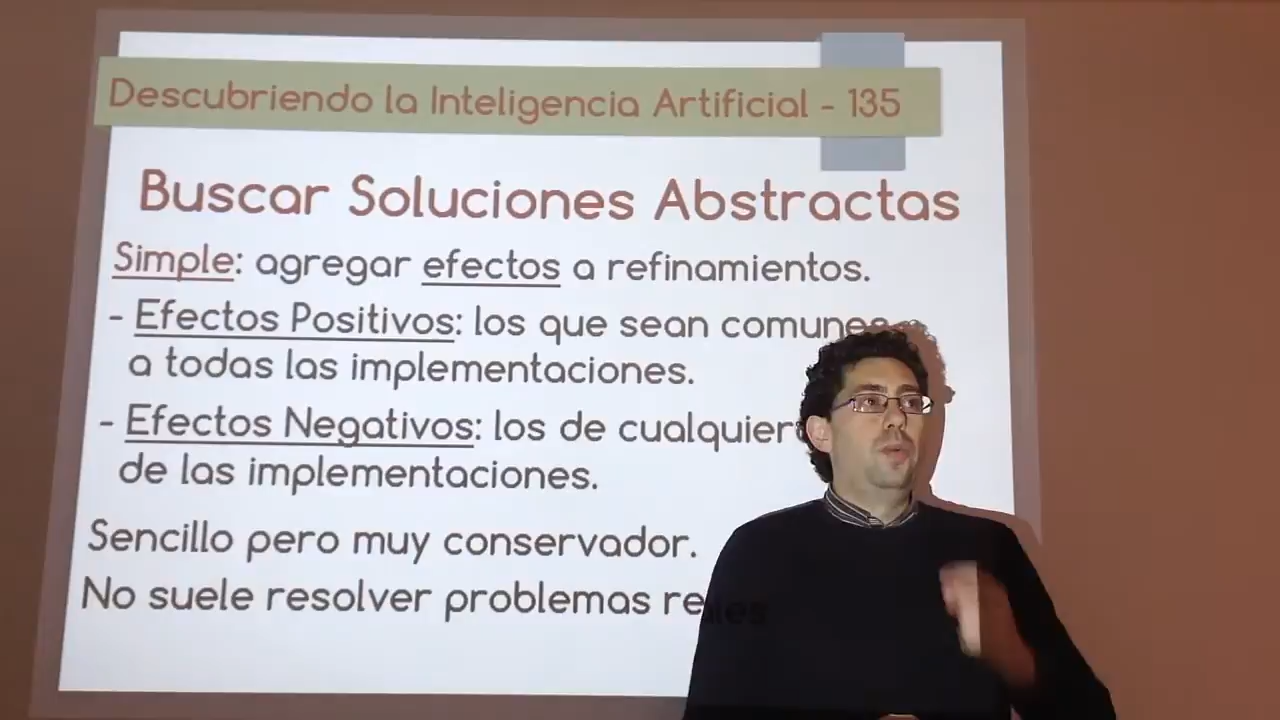 Descubriendo la Inteligencia Artificial - 135
Buscar Soluciones Abstractas
Simple: agregar efectos a refinamientos.
- Efectos Positivos: los que sean comunes
a todas las implementaciones.
- Efectos Negativos: los de cualquiera
de las implementaciones.
Sencillo pero muy conservador.
No suele resolver problemas reales